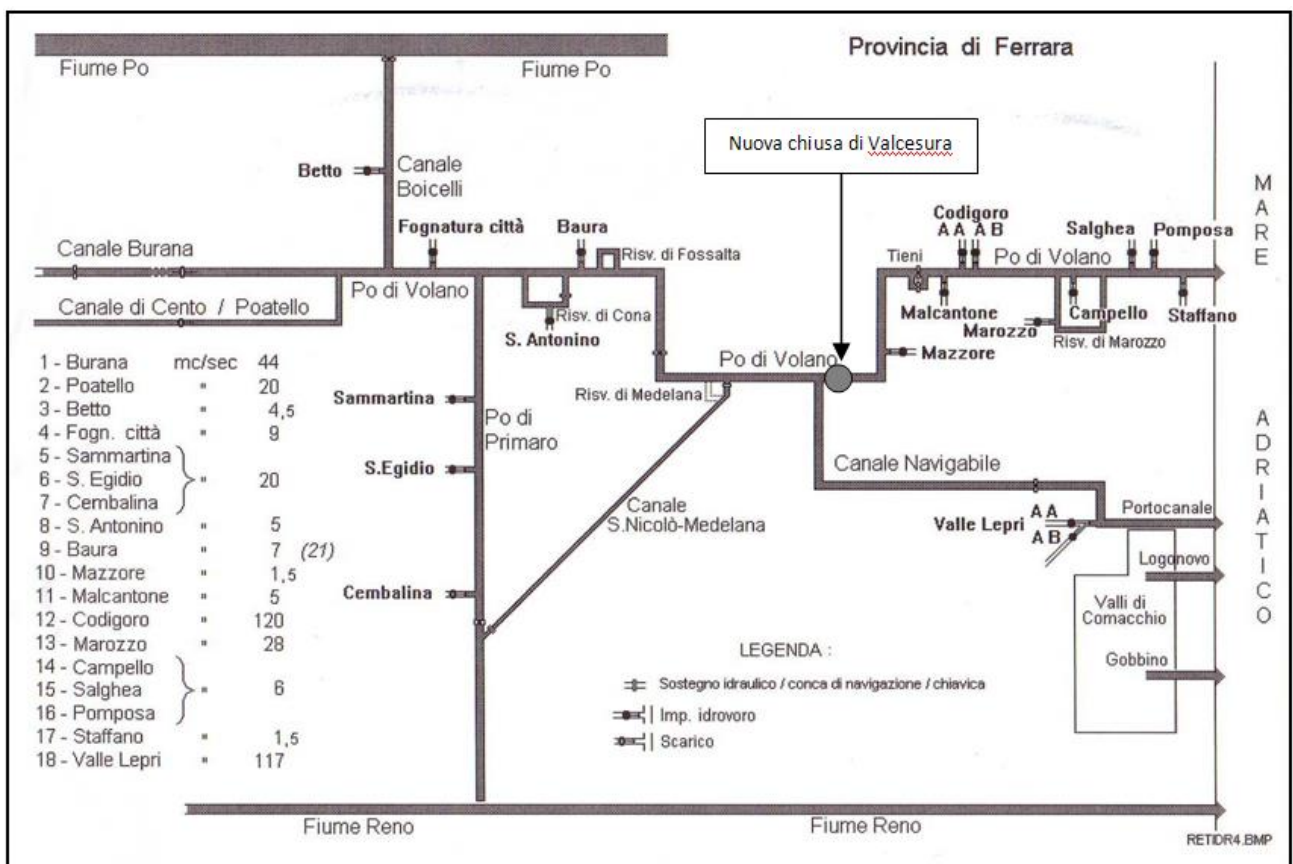 Provincia di Ferrara
Fiume Po
Fiume Po
Nuova chiusa di Valcesura
Betto
Canale
Boicelli
MARE
Codigoro
A A A B
Salghea
Pomposa
Fognatura città
Baura
Canale Burana
Risv. di Fossalta
Tieni
Po di Volano
Po di Volano
Canale di Cento / Poatello
Risv. di Cona
Malcantone
Campello
Staffano
S. Antonino
Marozzo
Risv. di Marozzo
Mazzore
Po di Volano
Risv. di Medelana
1 - Burana mc/sec 44
2 - Poatello " 20
3 - Betto " 4,5
4 - Fogn. città " 9
5 - Sammartina
6 - S. Egidio " 20
7 - Cembalina
8 - S. Antonino " 5
9 - Baura " 7 (21)
10 - Mazzore " 1,5
11 - Malcantone " 5
12 - Codigoro " 120
13 - Marozzo " 28
14 - Campello
15 - Salghea " 6
16 - Pomposa
17 - Staffano " 1,5
18 - Valle Lepri " 117
Sammartina
Po di
Primaro
S.Egidio
Cembalina
Canale
S.Nicolò-Medelana
Canale Navigabile
ADRIATICO
Portocanale
Valle Lepri
A A
A B
Logonovo
Valli di
Comacchio
Gobbino
LEGENDA :
Sostegno idraulico / conca di navigazione / chiavica
Imp. idrovoro
Scarico
Fiume Reno
Fiume Reno
RETIDR4.BMP